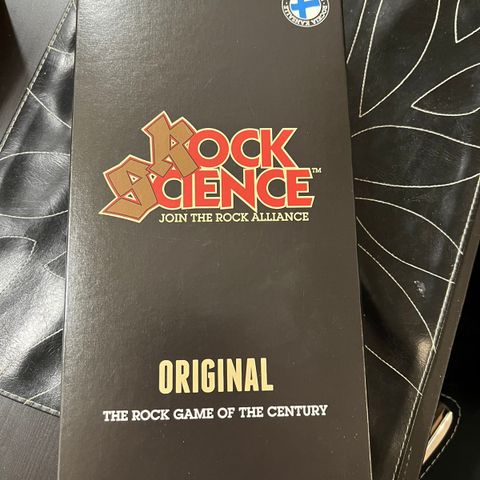 ROCK
SCIENCE™
JOIN THE ROCK ALLIANCE
ORIGINAL
THE ROCK GAME OF THE CENTURY